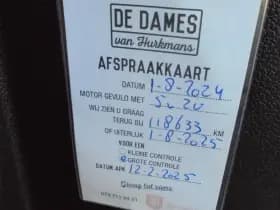 DE DAMES
van Hurkmans
AFSPRAAKKAART
DATUM 1-8-2024
MOTOR GEVULD MET 5w20
WIJ ZIEN U GRAAG
TERUG BIJ 118633 KM
OF UITERLIJK 1-8-2025
VOOR EEN
KLEINE CONTROLE
GROTE CONTROLE
DATUM APK 12-2-2025